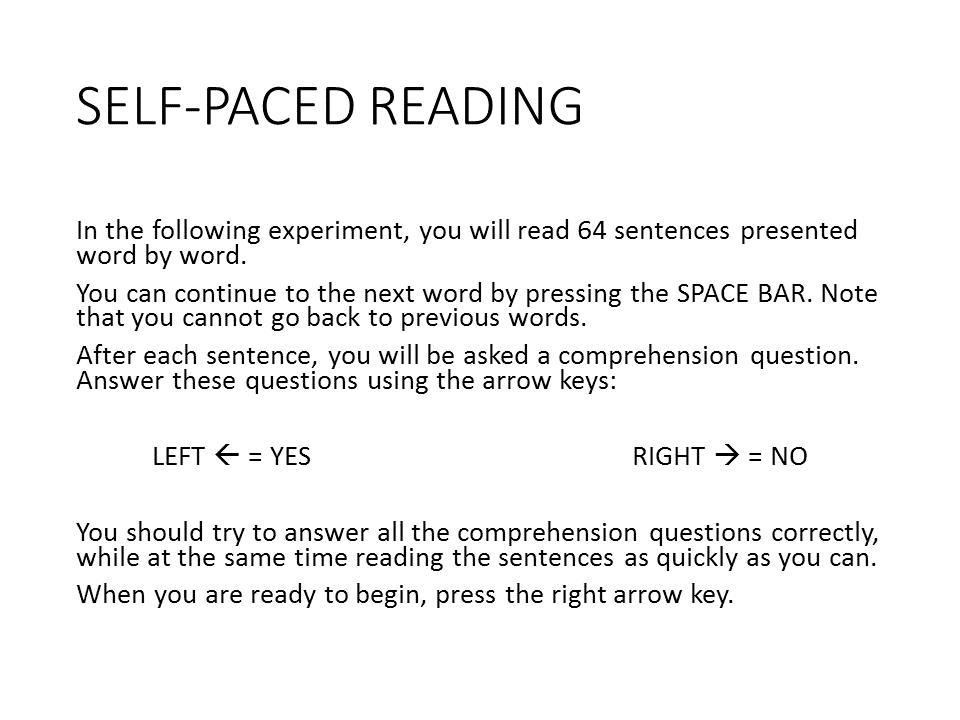 SELF-PACED READING
In the following experiment, you will read 64 sentences presented
word by word.
You can continue to the next word by pressing the SPACE BAR. Note
that you cannot go back to previous words.
After each sentence, you will be asked a comprehension question.
Answer these questions using the arrow keys:
LEFT ← = YES RIGHT → = NO
You should try to answer all the comprehension questions correctly,
while at the same time reading the sentences as quickly as you can.
When you are ready to begin, press the right arrow key.